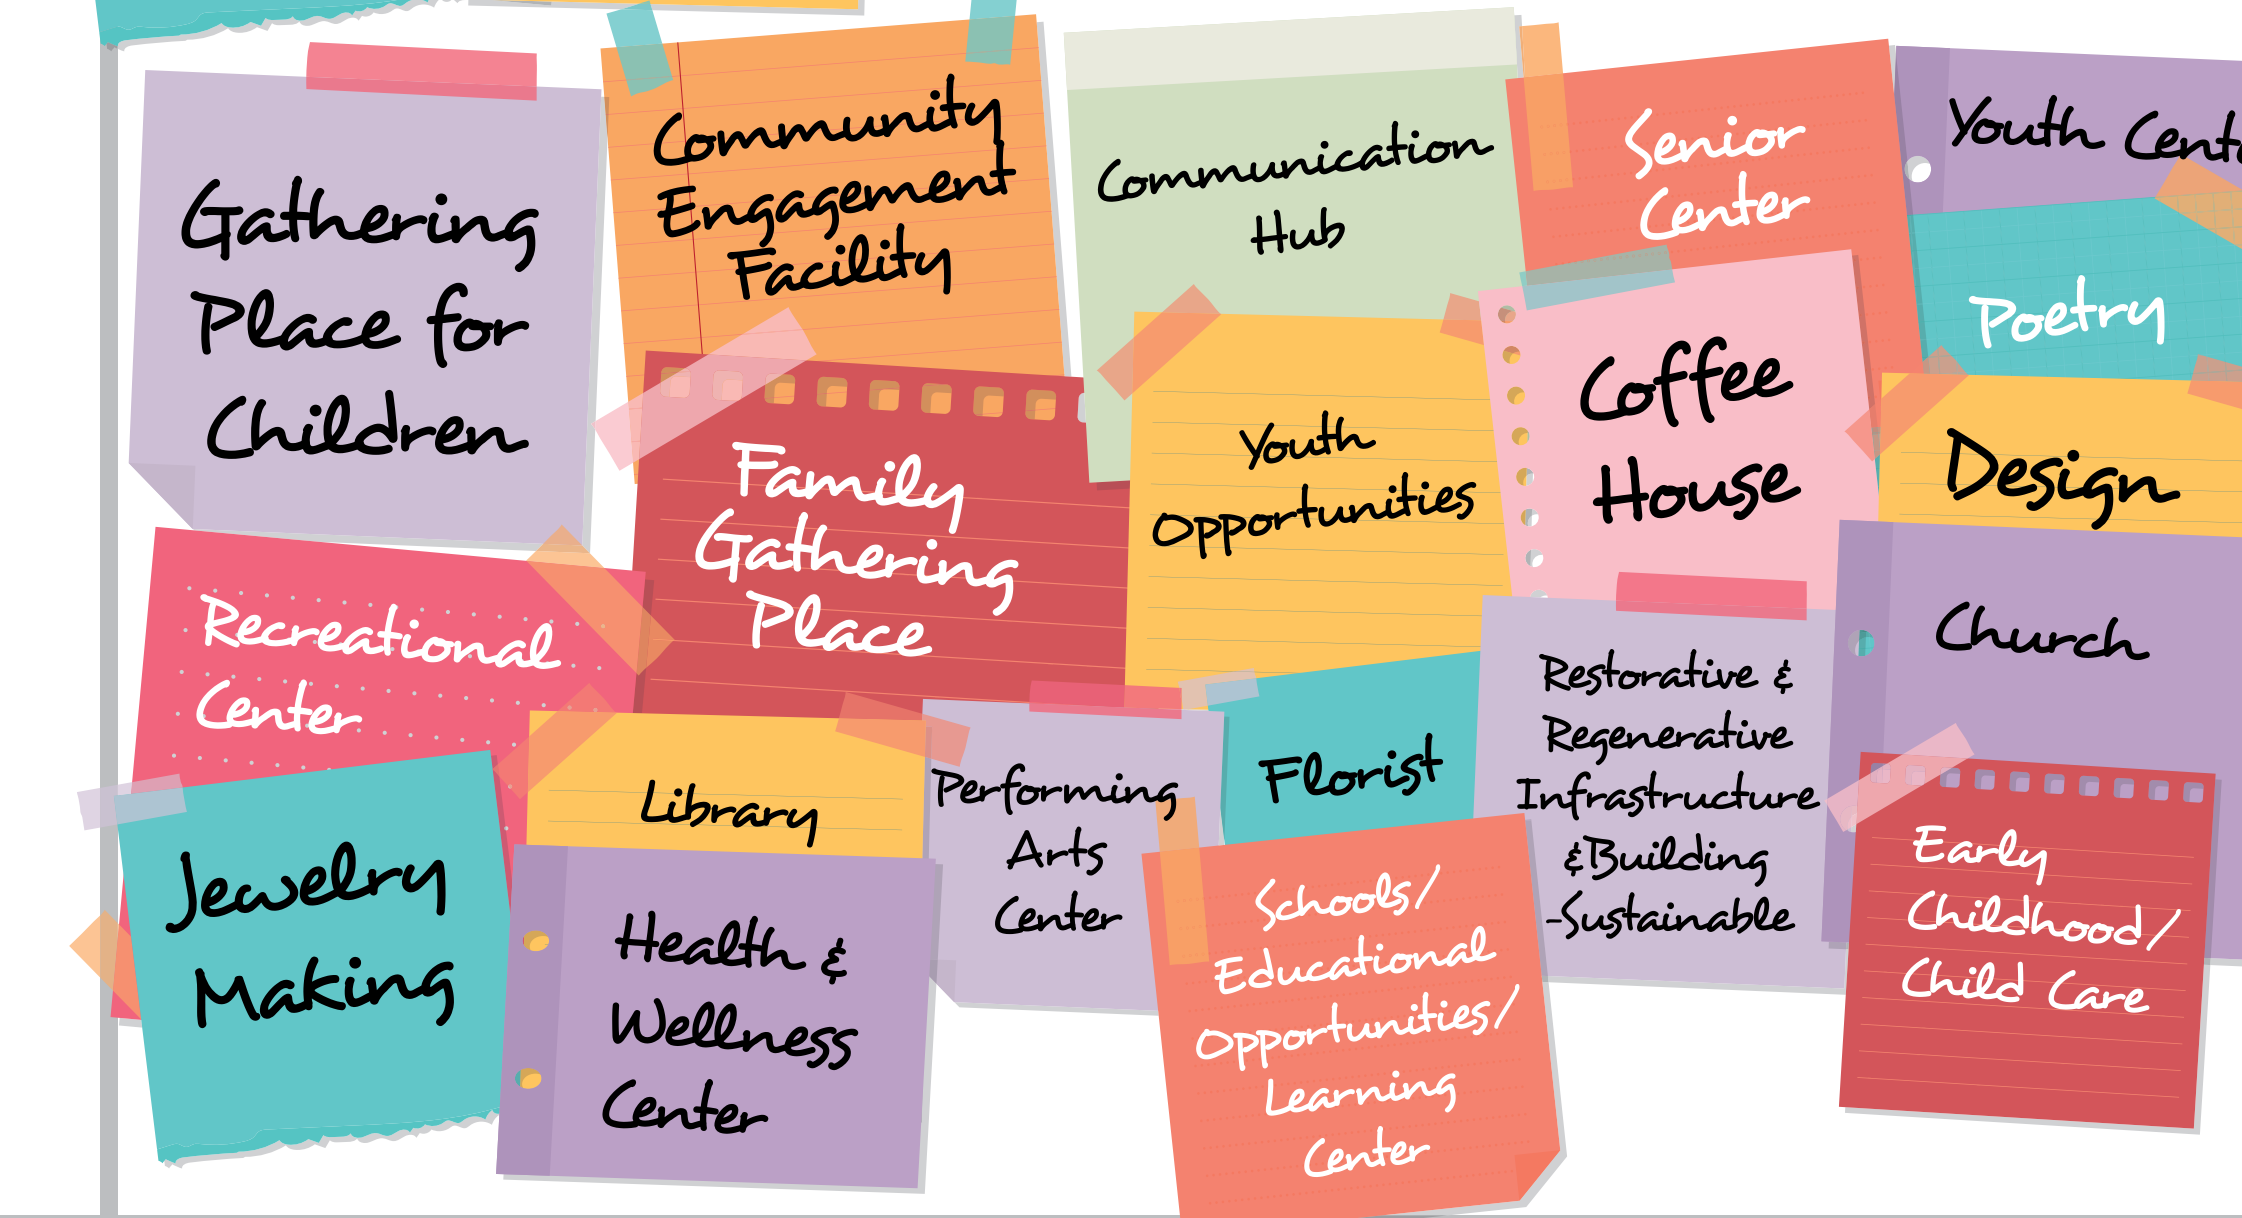 Gathering
Place for
Children
Community
Engagement
Facility
Communication
Hub
Senior
Center
Youth
Poetry
Family
Gathering
Place
Youth
Opportunities
Coffee
House
Design
Recreational
Center
Church
Restorative &
Regenerative
Infrastructure
&Building
-Sustainable
Library
Performing
Arts
Center
Florist
Jewelry
Making
Health &
Wellness
Center
Schools/
Educational
Opportunities/
Learning
Center
Early
Childhood/
Child Care